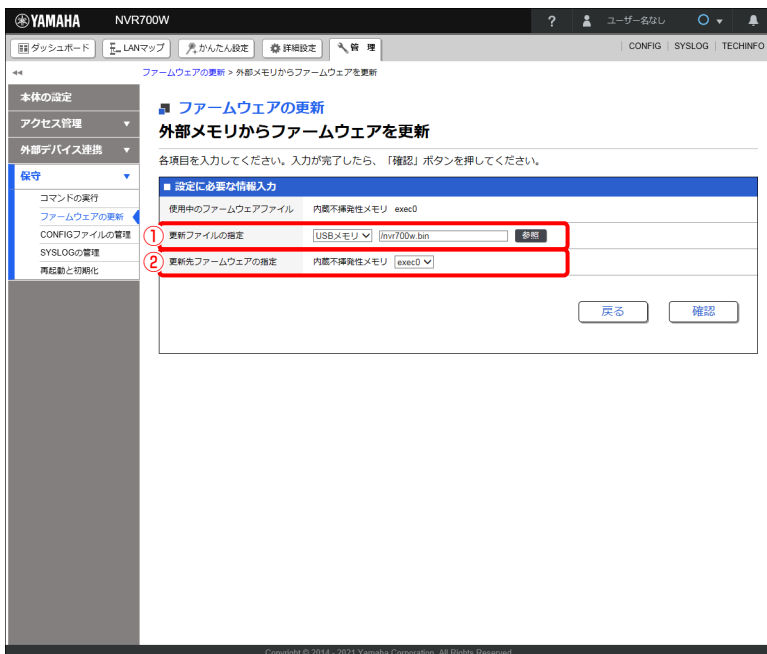 YAMAHA NVR700W ? ユーザー名なし
ダッシュボード LANマップ かんたん設定 詳細設定 管 理 CONFIG SYSLOG TECHINFO
ファームウェアの更新 > 外部メモリからファームウェアを更新
本体の設定
アクセス管理
外部デバイス連携
保守
コマンドの実行
ファームウェアの更新
CONFIGファイルの管理
SYSLOGの管理
再起動と初期化
ファームウェアの更新
外部メモリからファームウェアを更新
各項目を入力してください。入力が完了したら、「確認」ボタンを押してください。
■ 設定に必要な情報入力
使用中のファームウェアファイル 内蔵不揮発性メモリ exec0
① 更新ファイルの指定 USBメモリ /nvr700w.bin 参照
② 更新先ファームウェアの指定 内蔵不揮発性メモリ exec0
戻る 確認
Copyright © 2014 - 2021 Yamaha Corporation. All Rights Reserved.